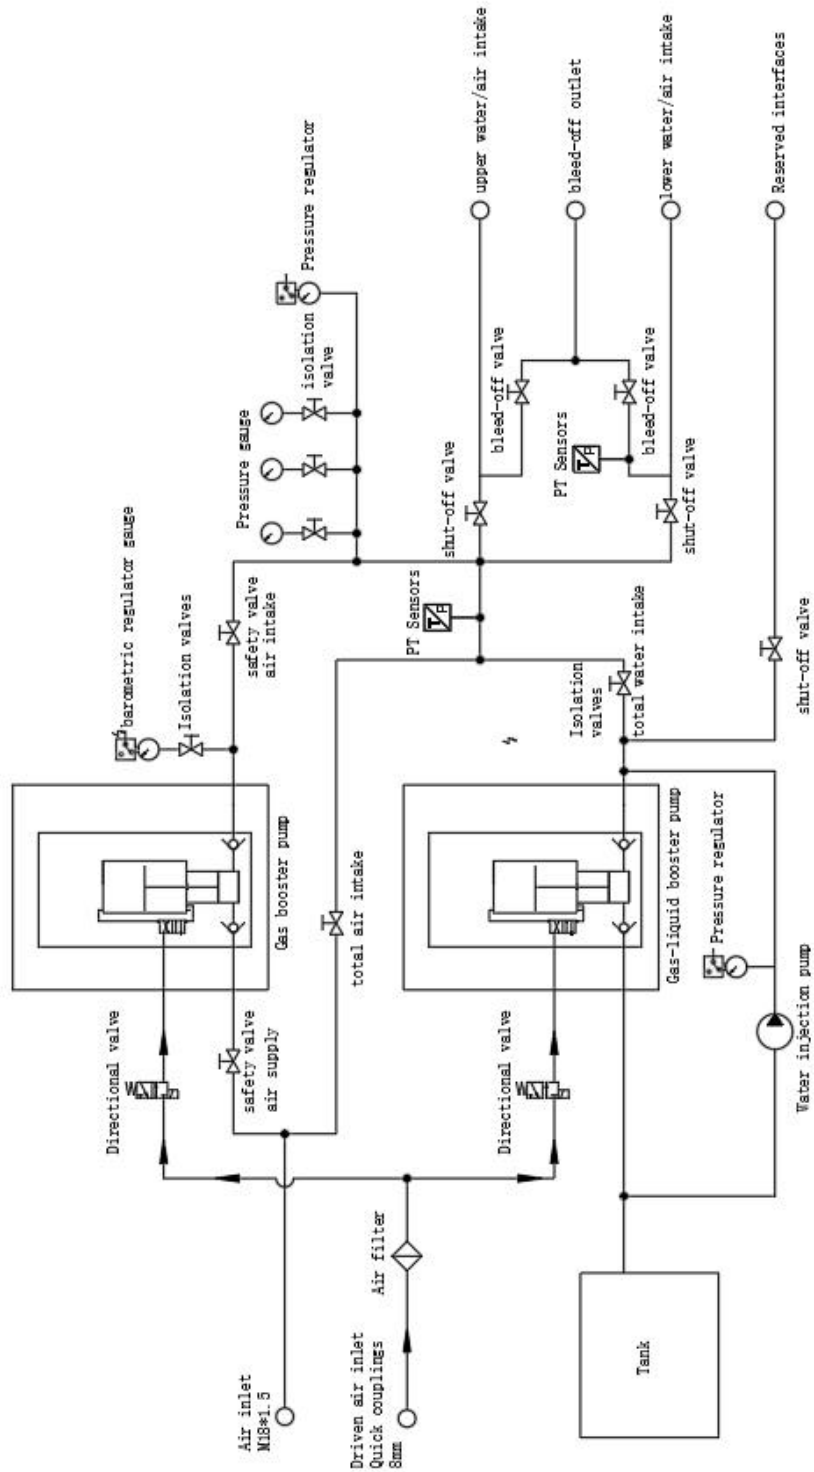 Air inlet
M18*1.5
Driven air inlet
Quick couplings
8mm
Air filter
Tank
Directional valve
safety valve
air supply
Directional valve
Water injection pump
Pressure regulator
Gas booster pump
total air intake
Gas-liquid booster pump
barometric regulator gauge
Isolation valves
safety valve
air intake
PT Sensors
T
P
Isolation
valves
total water intake
shut-off valve
Pressure gauge
isolation
valve
Pressure regulator
shut-off valve
bleed-off valve
PT Sensors
T
P
bleed-off valve
shut-off valve
upper water/air intake
bleed-off outlet
lower water/air intake
Reserved interfaces